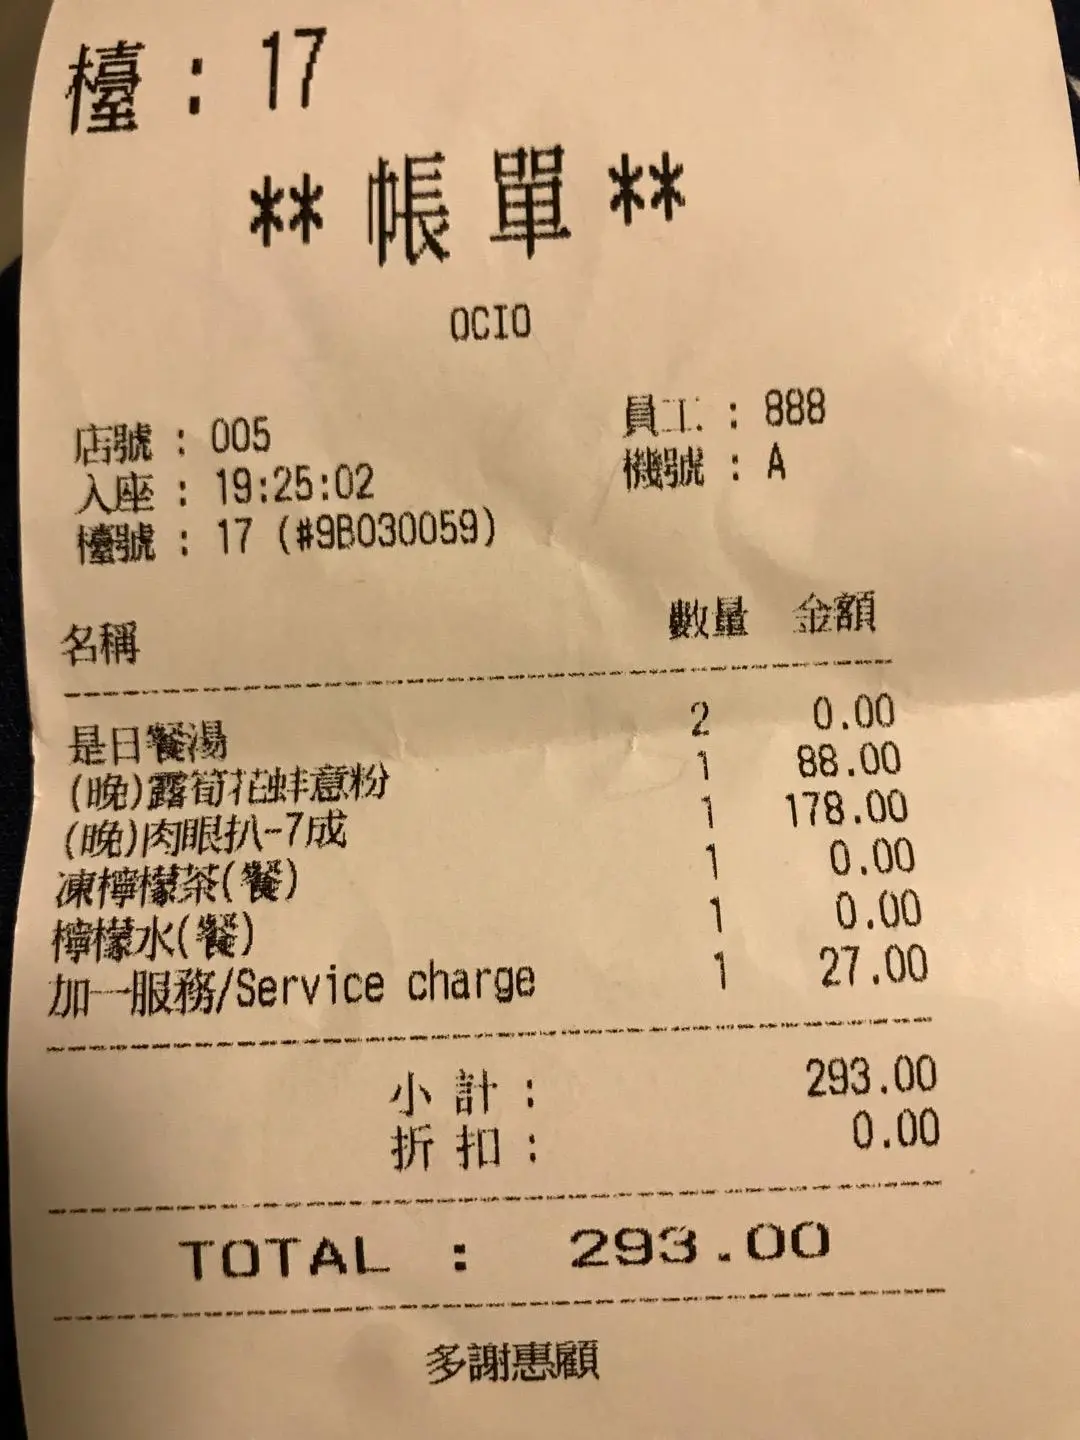 檯 : 17
** 帳 單 **
OCIO
店號 : 005 員工 : 888
入座 : 19:25:02 機號 : A
檯號 : 17 (#9B030059)
名稱 數量 金額
是日餐湯 2 0.00
(晚)露筍花蚌意粉 1 88.00
(晚)肉眼扒-7成 1 178.00
凍檸檬茶(餐) 1 0.00
檸檬水(餐) 1 0.00
加一服務/Service charge 1 27.00
小 計 : 293.00
折 扣 : 0.00
TOTAL : 293.00
多謝惠顧